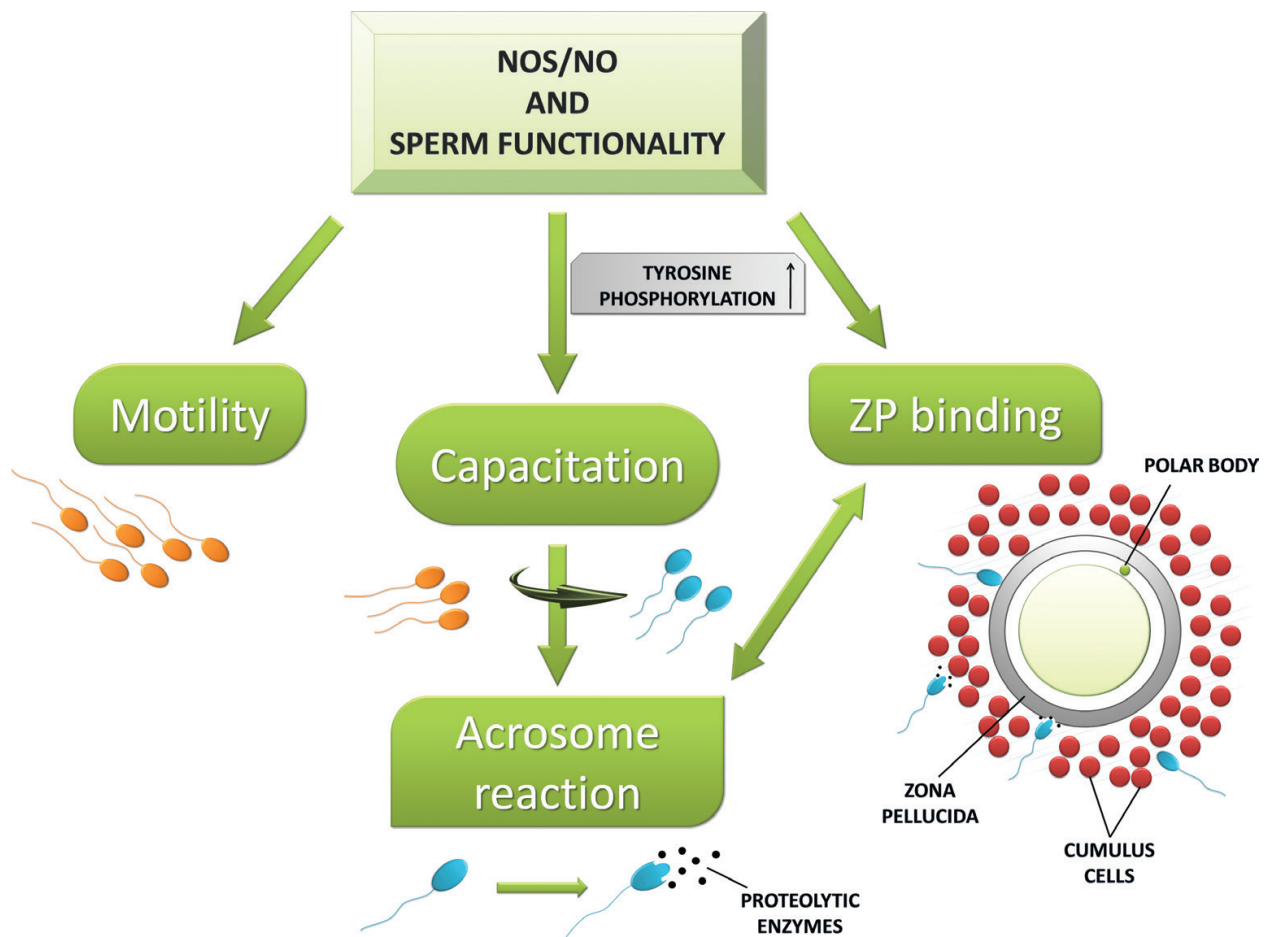 NOS/NO
AND
SPERM FUNCTIONALITY
TYROSINE
PHOSPHORYLATION
Motility
Capacitation
ZP binding
POLAR BODY
Acrosome
reaction
ZONA
PELLUCIDA
CUMULUS
CELLS
PROTEOLYTIC
ENZYMES